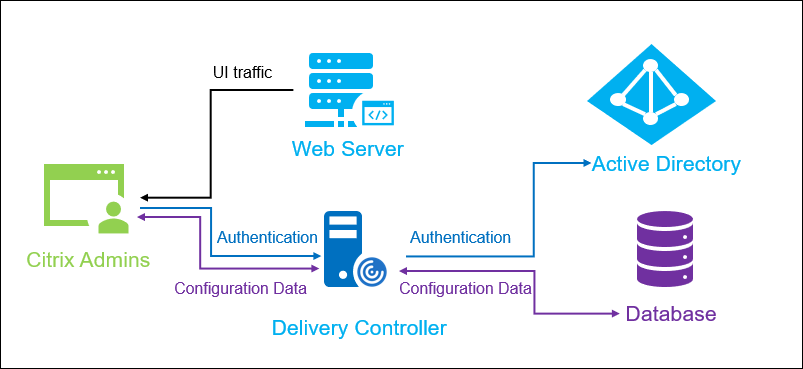 UI traffic
Web Server
Active Directory
Citrix Admins
Authentication
Authentication
Configuration Data
Configuration Data
Delivery Controller
Database